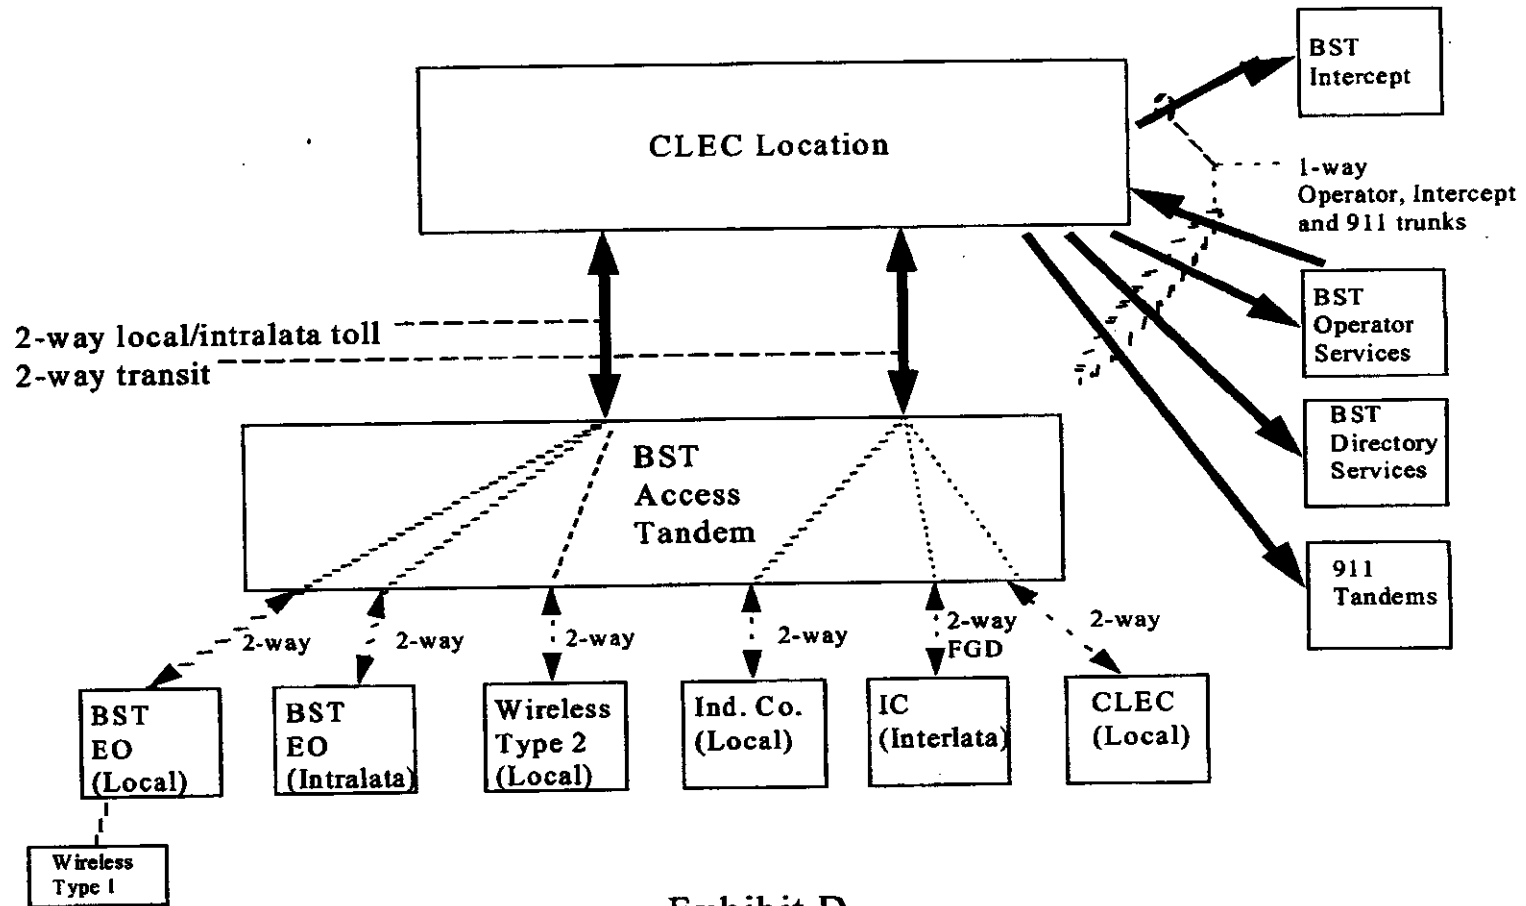 BST
Intercept
CLEC Location
1-way
Operator, Intercept
and 911 trunks
BST
Operator
Services
2-way local/intralata toll
2-way transit
BST
Directory
Services
BST
Access
Tandem
911
Tandems
2-way
2-way
2-way
2-way
2-way
FGD
2-way
BST
EO
(Local)
BST
EO
(Intralata)
Wireless
Type 2
(Local)
Ind. Co.
(Local)
IC
(Interlata)
CLEC
(Local)
Wireless
Type 1
Exhibit D